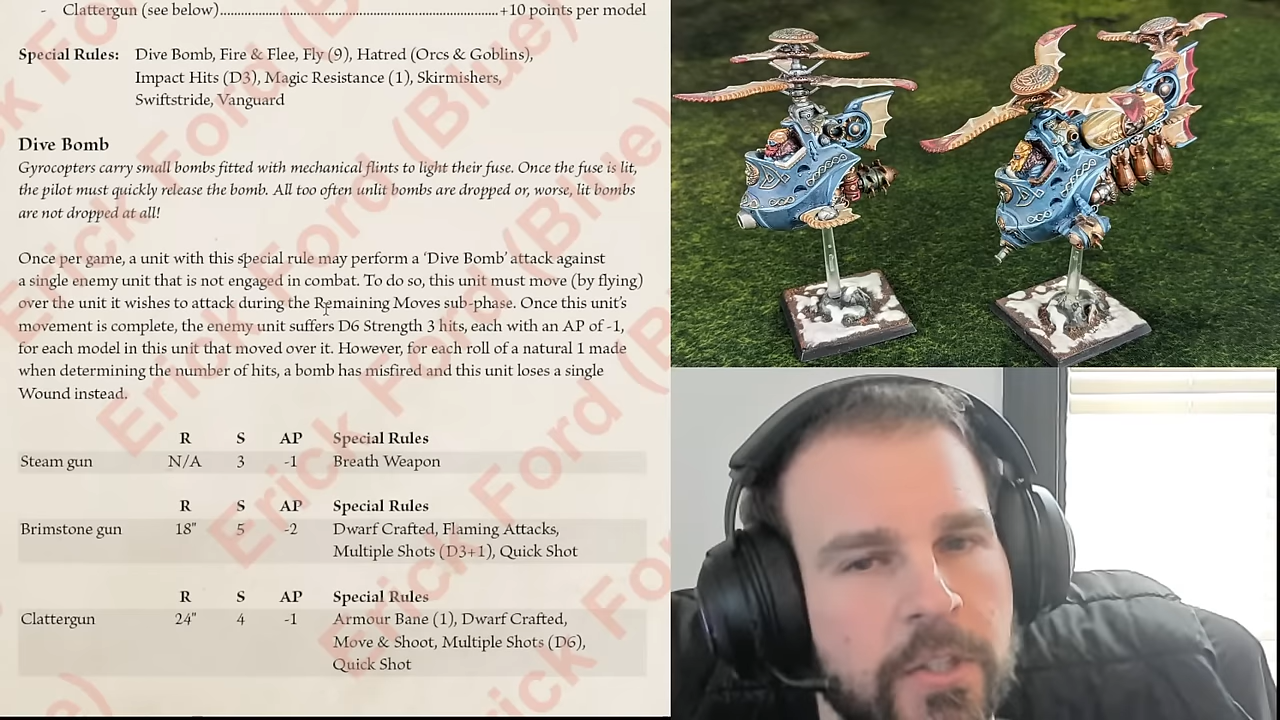 - Clattergun (see below)............................................................................+10 points per model
Special Rules: Dive Bomb, Fire & Flee, Fly (9), Hatred (Orcs & Goblins),
Impact Hits (D3), Magic Resistance (1), Skirmishers,
Swiftstride, Vanguard
Dive Bomb
Gyrocopters carry small bombs fitted with mechanical flints to light their fuse. Once the fuse is lit,
the pilot must quickly release the bomb. All too often unlit bombs are dropped or, worse, lit bombs
are not dropped at all!
Once per game, a unit with this special rule may perform a ‘Dive Bomb’ attack against
a single enemy unit that is not engaged in combat. To do so, this unit must move (by flying)
over the unit it wishes to attack during the Remaining Moves sub-phase. Once this unit’s
movement is complete, the enemy unit suffers D6 Strength 3 hits, each with an AP of -1,
for each model in this unit that moved over it. However, for each roll of a natural 1 made
when determining the number of hits, a bomb has misfired and this unit loses a single
Wound instead.
R S AP Special Rules
Steam gun N/A 3 -1 Breath Weapon
R S AP Special Rules
Brimstone gun 18" 5 -2 Dwarf Crafted, Flaming Attacks,
Multiple Shots (D3+1), Quick Shot
R S AP Special Rules
Clattergun 24" 4 -1 Armour Bane (1), Dwarf Crafted,
Move & Shoot, Multiple Shots (D6),
Quick Shot
Erick Ford (Blue)
Erick Ford (Blue)
Erick Ford (Blue)